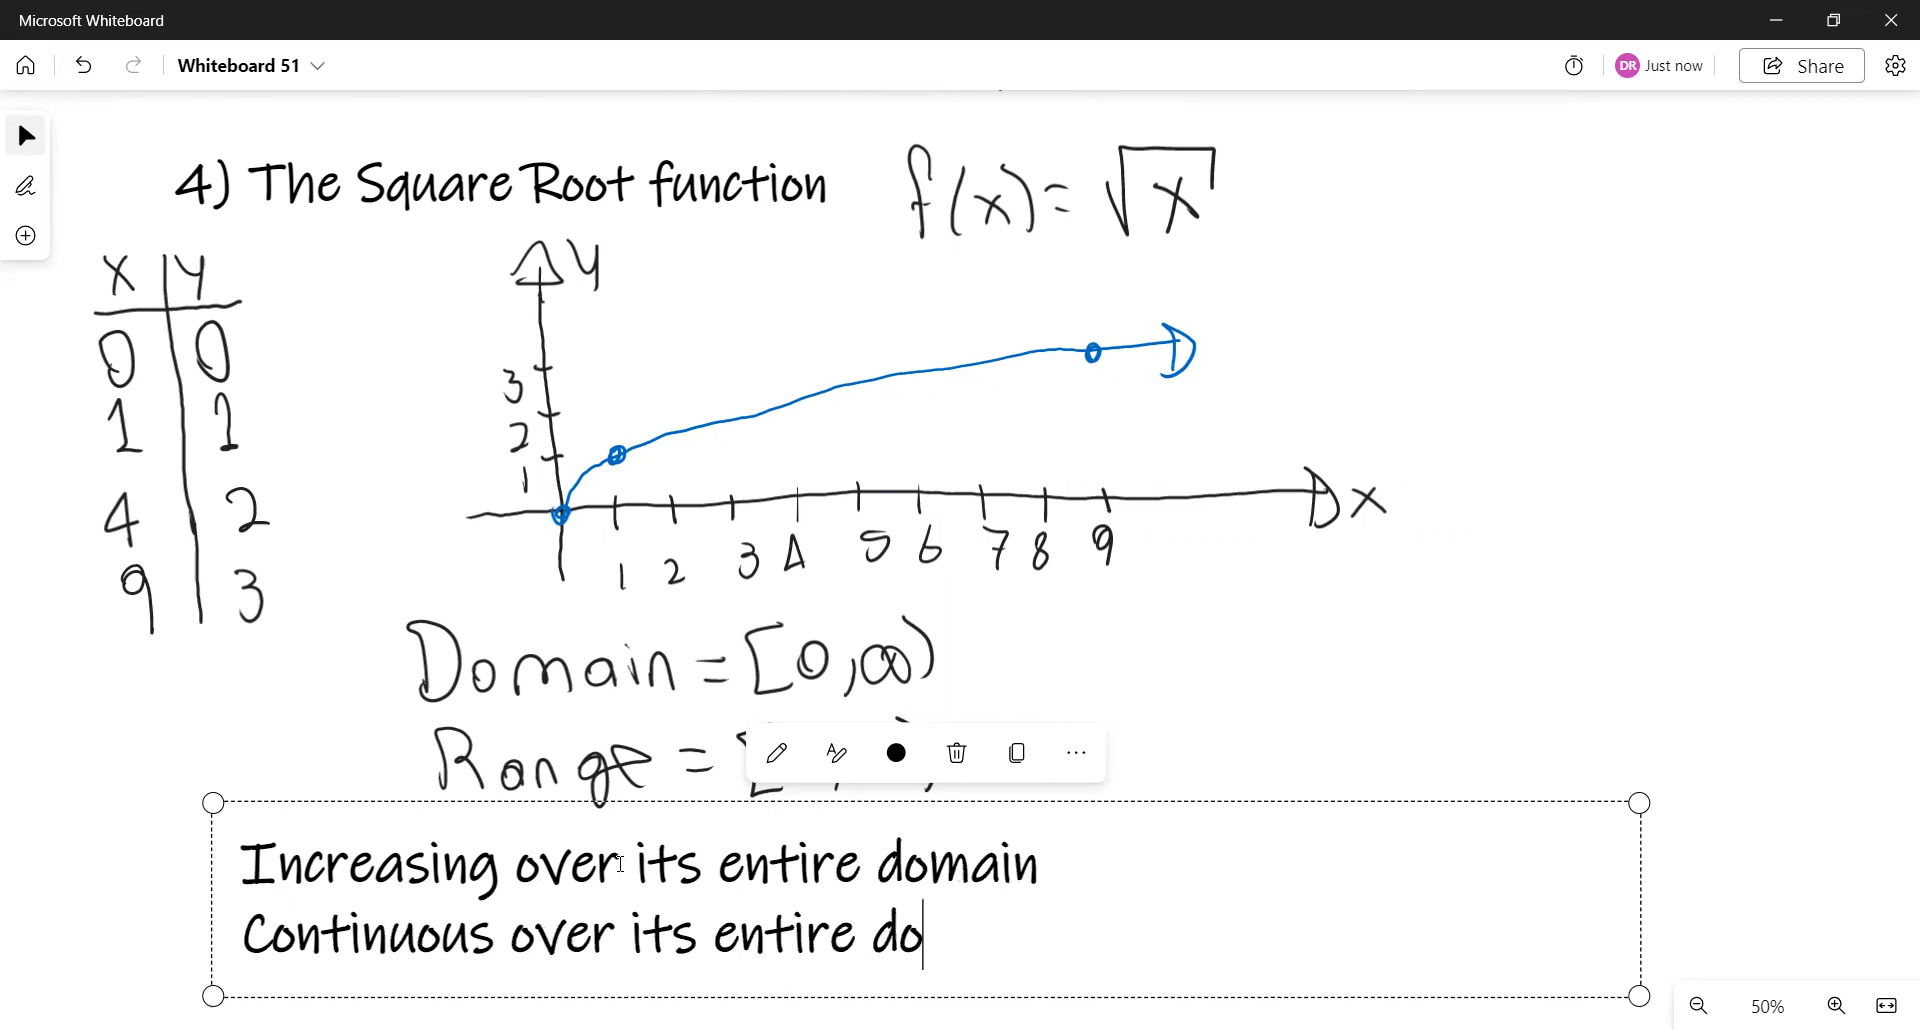 Microsoft Whiteboard
Whiteboard 51
DR Just now
Share
4) The Square Root function f(x) = √x
x y
0 0
1 1
4 2
9 3
y
3
2
1
x
1 2 3 4 5 6 7 8 9
Domain = [0,∞)
Range = [
Increasing over its entire domain
Continuous over its entire do
50%